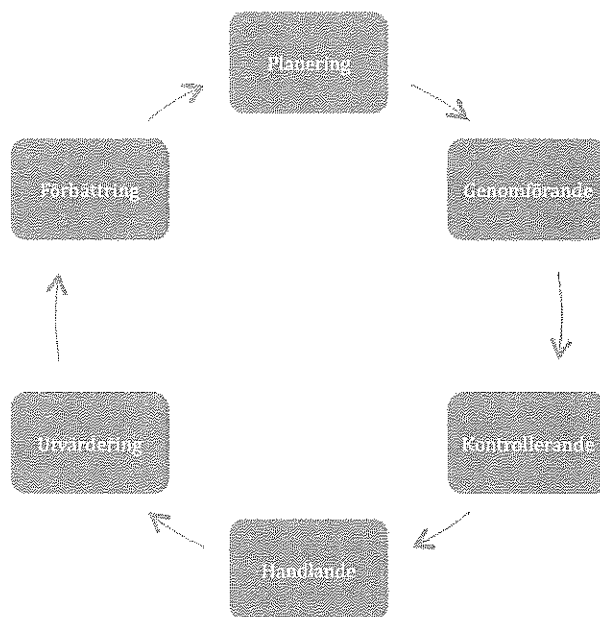 Planering
Genomförande
Kontrollerande
Handlande
Utvärdering
Förbättring